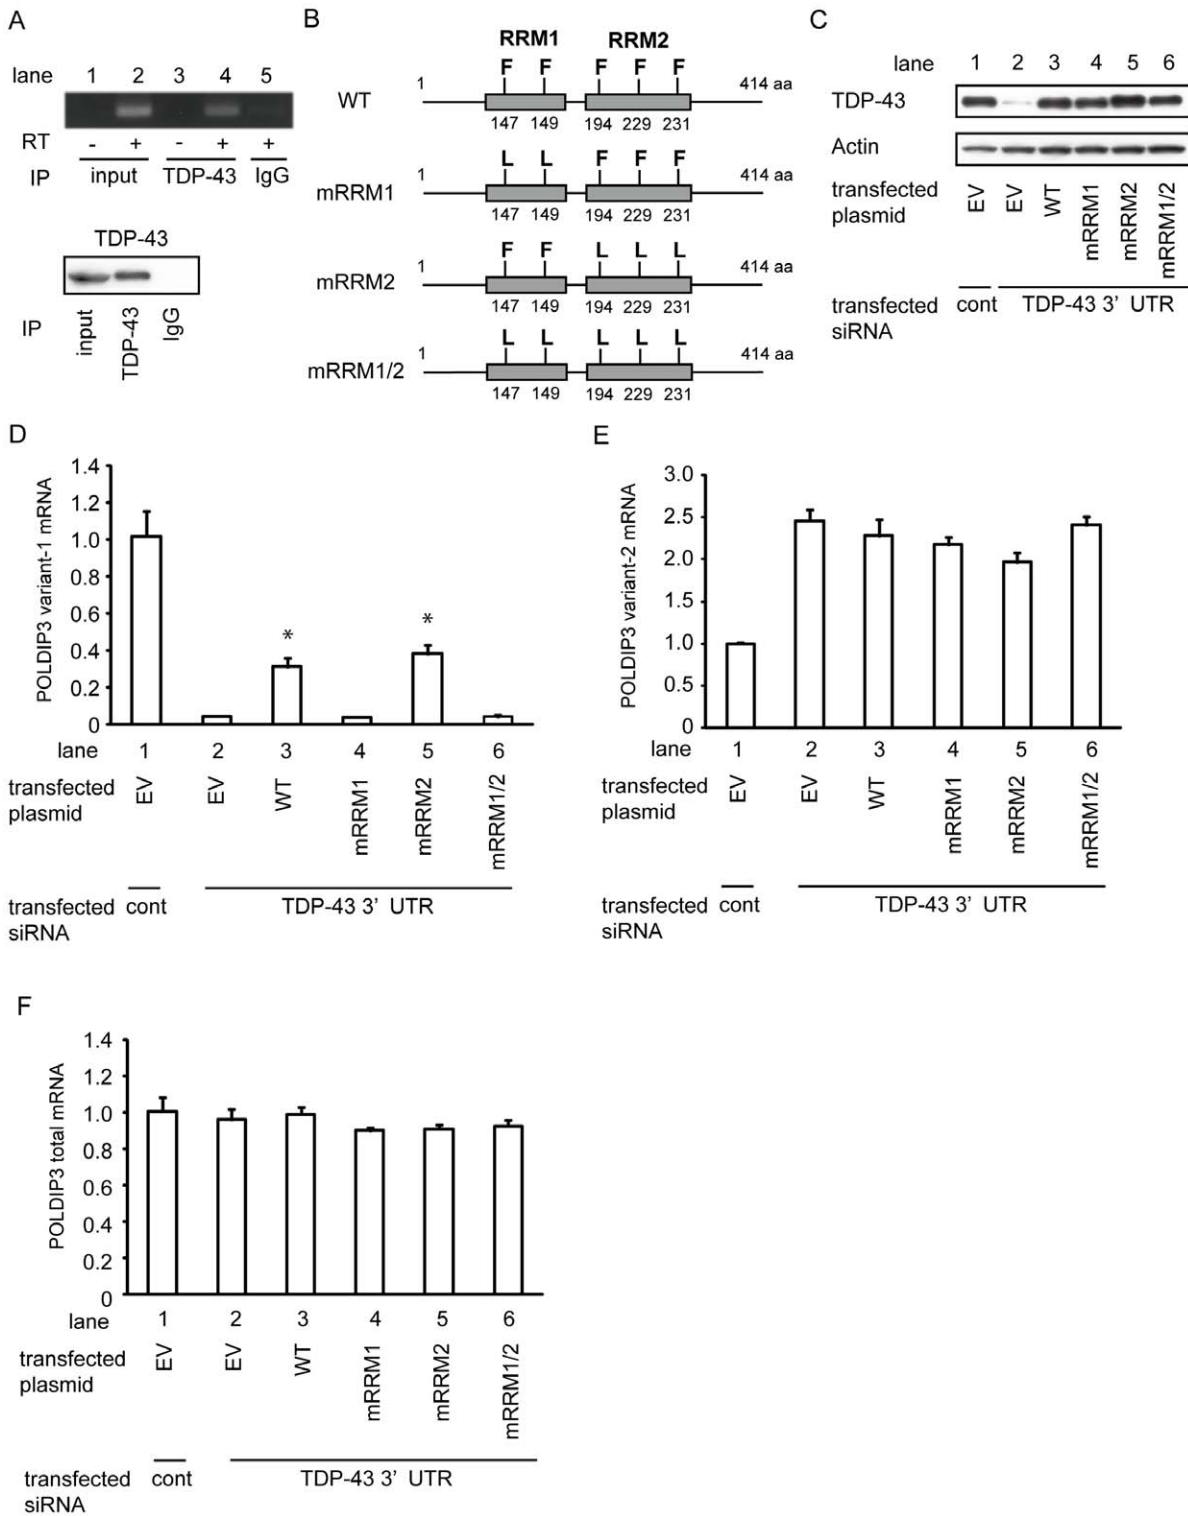 A
lane 1 2 3 4 5
RT - + - + +
IP input TDP-43 IgG
TDP-43
IP input TDP-43 IgG
B
RRM1 RRM2
F F F F F
1 414 aa
WT
147 149 194 229 231
L L F F F
1 414 aa
mRRM1
147 149 194 229 231
F F L L L
1 414 aa
mRRM2
147 149 194 229 231
L L L L L
1 414 aa
mRRM1/2
147 149 194 229 231
C
lane 1 2 3 4 5 6
TDP-43
Actin
transfected
plasmid
EV EV WT mRRM1 mRRM2 mRRM1/2
transfected
siRNA
cont TDP-43 3' UTR
D
POLDIP3 variant-1 mRNA
1.4
1.2
1.0
0.8
0.6
0.4
0.2
0
* *
lane 1 2 3 4 5 6
transfected
plasmid
EV EV WT mRRM1 mRRM2 mRRM1/2
transfected
siRNA
cont TDP-43 3' UTR
E
POLDIP3 variant-2 mRNA
3.0
2.5
2.0
1.5
1.0
0.5
0
lane 1 2 3 4 5 6
transfected
plasmid
EV EV WT mRRM1 mRRM2 mRRM1/2
transfected
siRNA
cont TDP-43 3' UTR
F
POLDIP3 total mRNA
1.4
1.2
1.0
0.8
0.6
0.4
0.2
0
lane 1 2 3 4 5 6
transfected
plasmid
EV EV WT mRRM1 mRRM2 mRRM1/2
transfected
siRNA
cont TDP-43 3' UTR